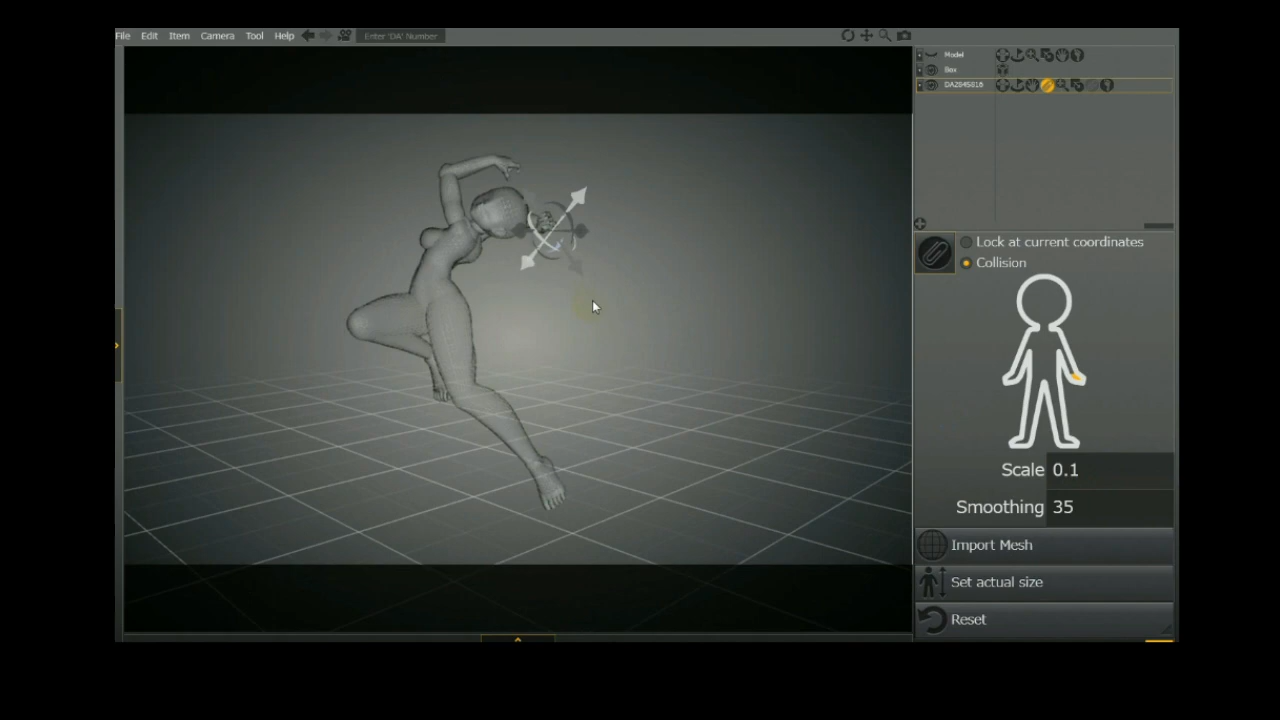 File Edit Item Camera Tool Help Enter 'DA' Number
Model
Box
DA2845816
Lock at current coordinates
Collision
Scale 0.1
Smoothing 35
Import Mesh
Set actual size
Reset